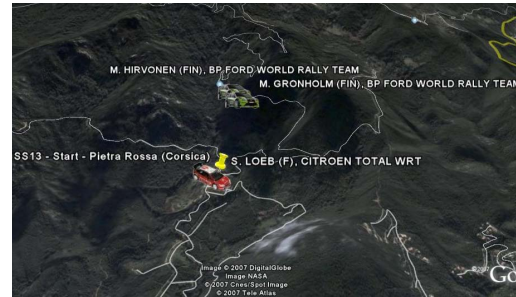 M. HIRVONEN (FIN), BP FORD WORLD RALLY TEAM
M. GRONHOLM (FIN), BP FORD WORLD RALLY TEAM
SS13 - Start - Pietra Rossa (Corsica)
S. LOEB (F), CITROEN TOTAL WRT
Image © 2007 DigitalGlobe
Image NASA
© 2007 Cnes/Spot Image
© 2007 Tele Atlas
©2007